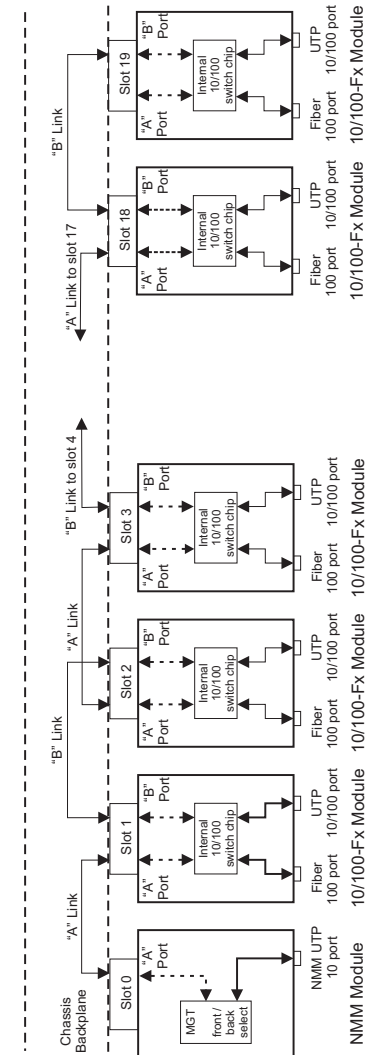 Chassis
Backplane
"A" Link
"B" Link
"A" Link
"B" Link to slot 4
"A" Link to slot 17
"B" Link
Slot 0
"A"
Port
MGT
front /
back
select
NMM UTP
10 port
NMM Module
Slot 1
"A"
Port
"B"
Port
Internal
10/100
switch chip
Fiber
100 port
UTP
10/100 port
10/100-Fx Module
Slot 2
"A"
Port
"B"
Port
Internal
10/100
switch chip
Fiber
100 port
UTP
10/100 port
10/100-Fx Module
Slot 3
"A"
Port
"B"
Port
Internal
10/100
switch chip
Fiber
100 port
UTP
10/100 port
10/100-Fx Module
Slot 18
"A"
Port
"B"
Port
Internal
10/100
switch chip
Fiber
100 port
UTP
10/100 port
10/100-Fx Module
Slot 19
"A"
Port
"B"
Port
Internal
10/100
switch chip
Fiber
100 port
UTP
10/100 port
10/100-Fx Module